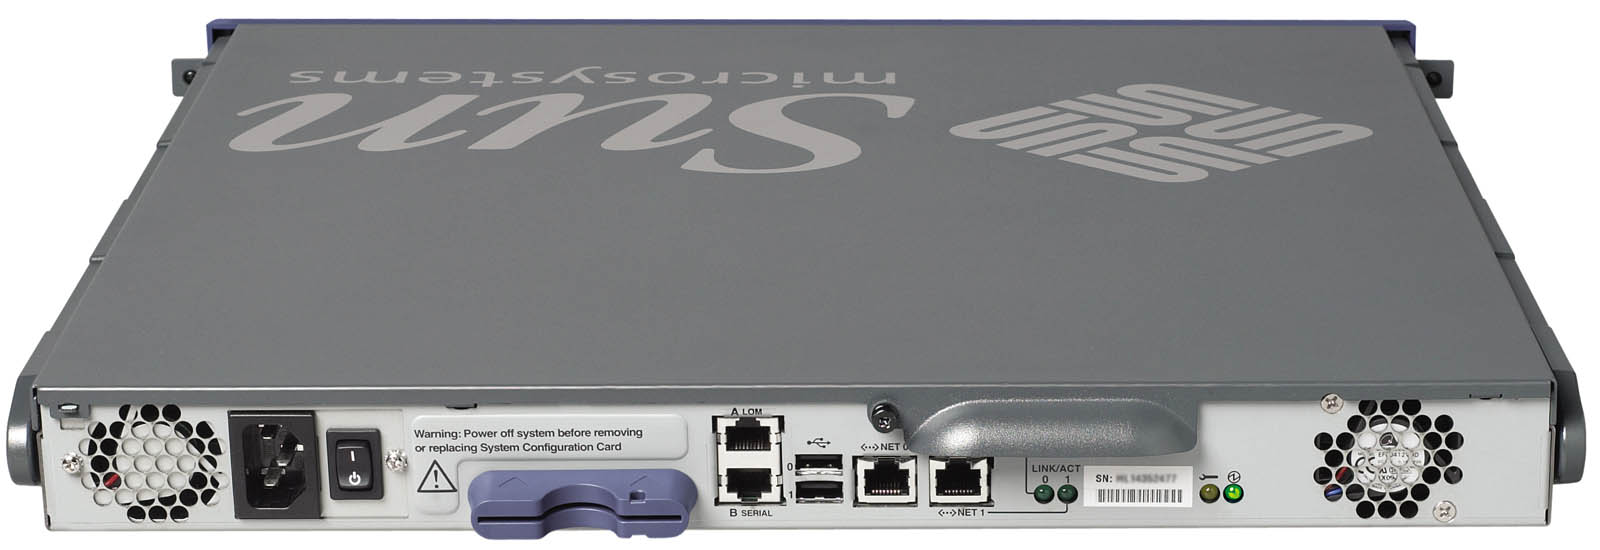 Sun
microsystems
Warning: Power off system before removing
or replacing System Configuration Card
A LOM
B SERIAL
0
1
NET 0
NET 1
LINK/ACT
0 1
SN: